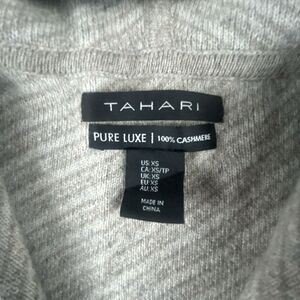 TAHARI
PURE LUXE | 100% CASHMERE
US: XS
CA: XS/TP
UK: XS
EU: XS
AU: XS
MADE IN
CHINA